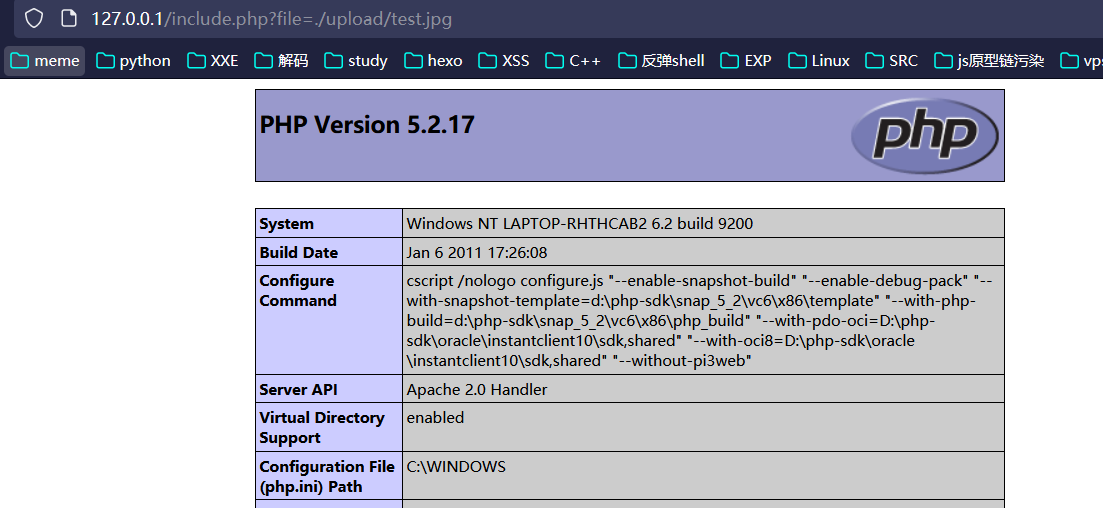 127.0.0.1/include.php?file=./upload/test.jpg
meme python XXE 解码 study hexo XSS C++ 反弹shell EXP Linux SRC js原型链污染 vps
PHP Version 5.2.17
php
System Windows NT LAPTOP-RHTHCAB2 6.2 build 9200
Build Date Jan 6 2011 17:26:08
Configure Command cscript /nologo configure.js "--enable-snapshot-build" "--enable-debug-pack" "--
with-snapshot-template=d:\php-sdk\snap_5_2\vc6\x86\template" "--with-php-
build=d:\php-sdk\snap_5_2\vc6\x86\php_build" "--with-pdo-oci=D:\php-
sdk\oracle\instantclient10\sdk,shared" "--with-oci8=D:\php-sdk\oracle
\instantclient10\sdk,shared" "--without-pi3web"
Server API Apache 2.0 Handler
Virtual Directory Support enabled
Configuration File (php.ini) Path C:\WINDOWS